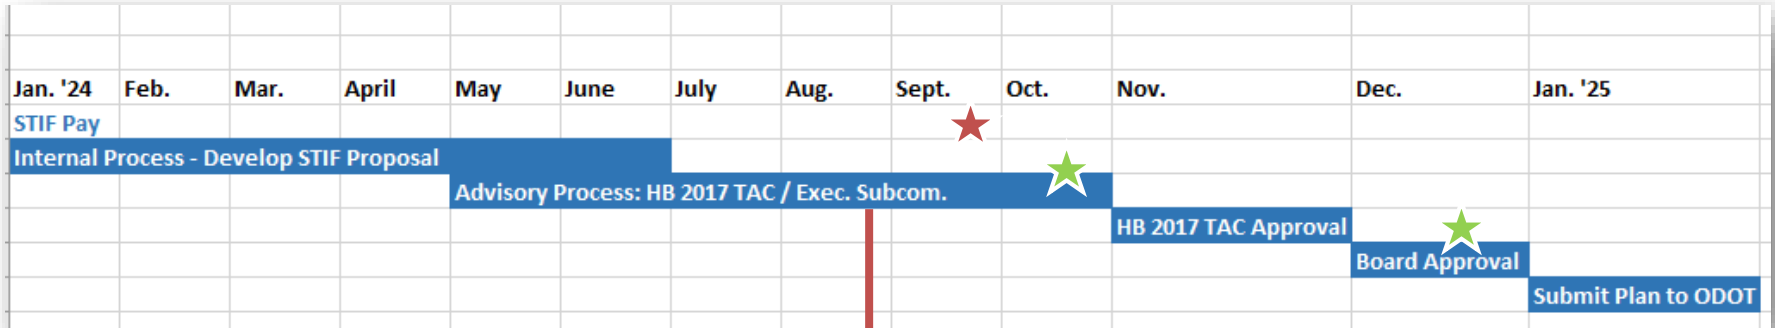 Jan. '24 Feb. Mar. April May June July Aug. Sept. Oct. Nov. Dec. Jan. '25
STIF Pay
Internal Process - Develop STIF Proposal
Advisory Process: HB 2017 TAC / Exec. Subcom.
HB 2017 TAC Approval
Board Approval
Submit Plan to ODOT